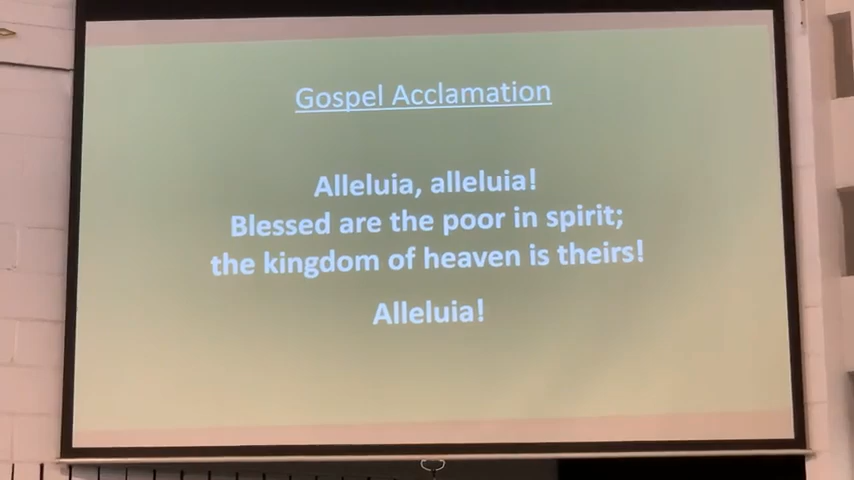 Gospel Acclamation
Alleluia, alleluia!
Blessed are the poor in spirit;
the kingdom of heaven is theirs!
Alleluia!